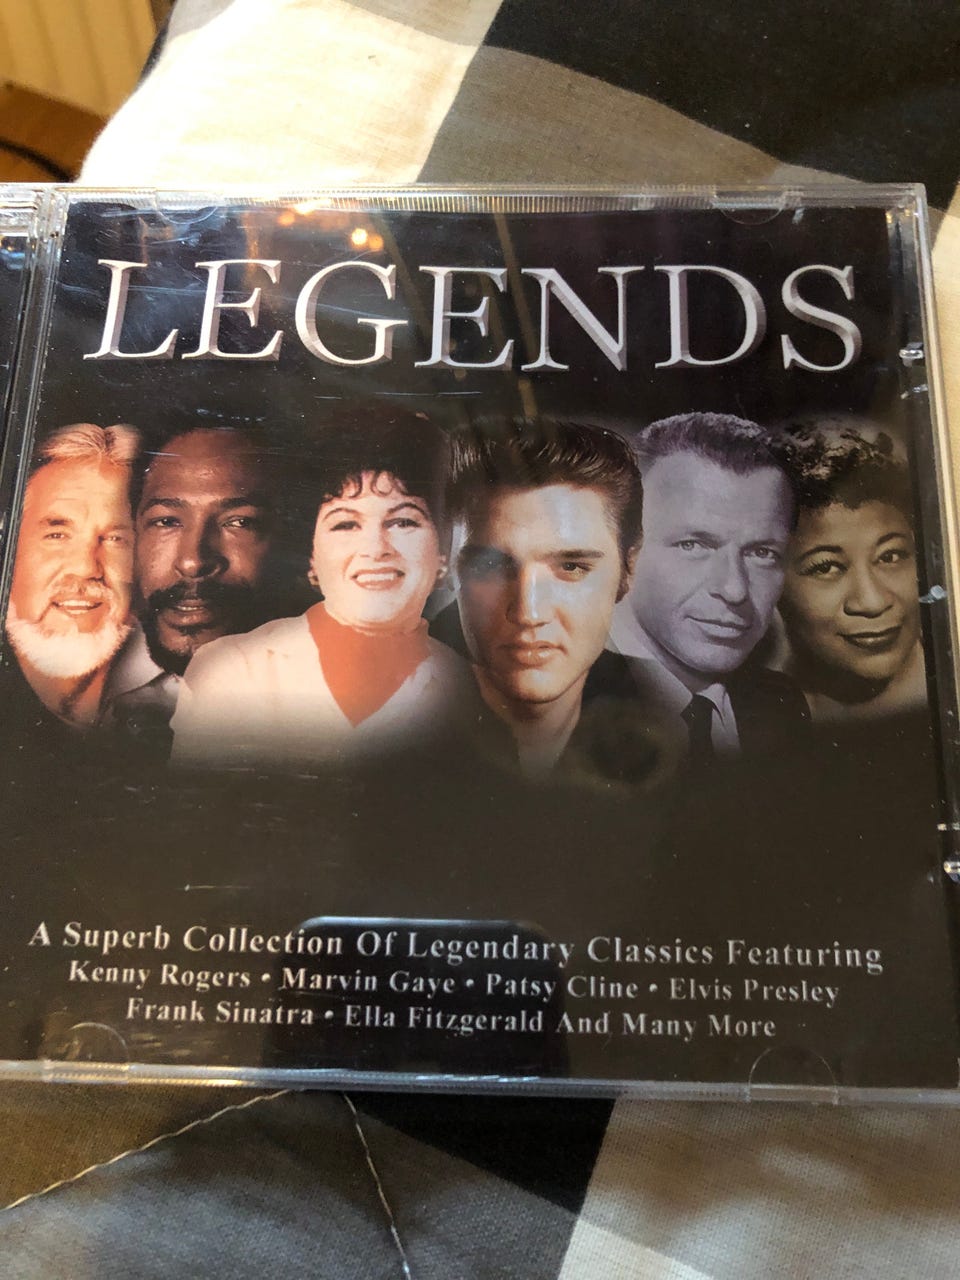 LEGENDS
A Superb Collection Of Legendary Classics Featuring
Kenny Rogers • Marvin Gaye • Patsy Cline • Elvis Presley
Frank Sinatra • Ella Fitzgerald And Many More